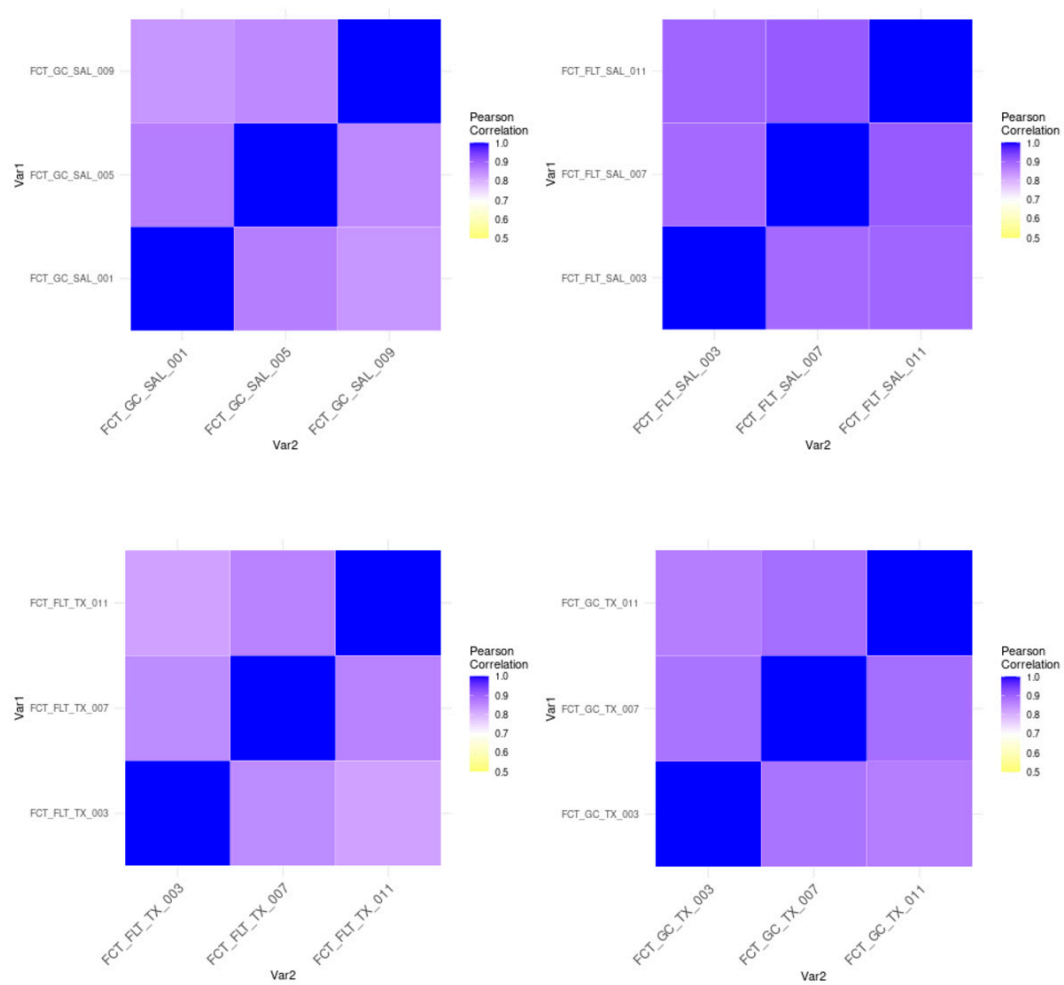 FCT_GC_SAL_009
FCT_GC_SAL_005
FCT_GC_SAL_001
Var1
FCT_GC_SAL_001
FCT_GC_SAL_005
FCT_GC_SAL_009
Var2
Pearson
Correlation
1.0
0.9
0.8
0.7
0.6
0.5
FCT_FLT_SAL_011
FCT_FLT_SAL_007
FCT_FLT_SAL_003
Var1
FCT_FLT_SAL_003
FCT_FLT_SAL_007
FCT_FLT_SAL_011
Var2
Pearson
Correlation
1.0
0.9
0.8
0.7
0.6
0.5
FCT_FLT_TX_011
FCT_FLT_TX_007
FCT_FLT_TX_003
Var1
FCT_FLT_TX_003
FCT_FLT_TX_007
FCT_FLT_TX_011
Var2
Pearson
Correlation
1.0
0.9
0.8
0.7
0.6
0.5
FCT_GC_TX_011
FCT_GC_TX_007
FCT_GC_TX_003
Var1
FCT_GC_TX_003
FCT_GC_TX_007
FCT_GC_TX_011
Var2
Pearson
Correlation
1.0
0.9
0.8
0.7
0.6
0.5